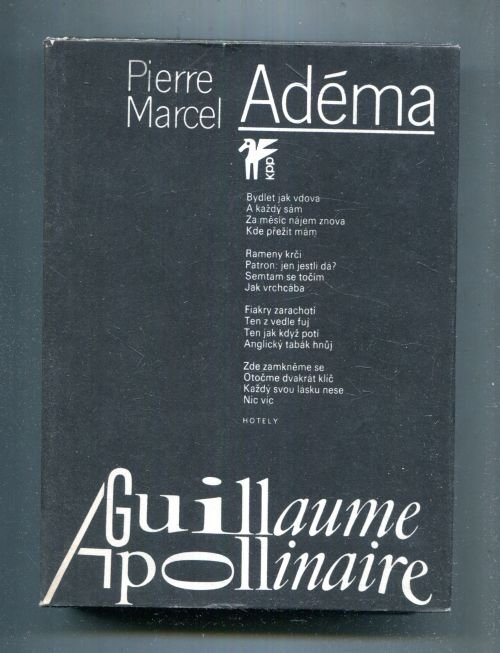 Pierre
Marcel Adéma
kpp
Bydlet jak vdova
A každý sám
Za měsíc nájem znova
Kde přežít mám
Rameny krčí
Patron: jen jestli dá?
Semtam se točím
Jak vrchcába
Fiakry zarachotí
Ten z vedle fuj
Ten jak když potí
Anglický tabák hnůj
Zde zamkněme se
Otočme dvakrát klíč
Každý svou lásku nese
Nic víc
HOTELY
Guillaume
Apollinaire